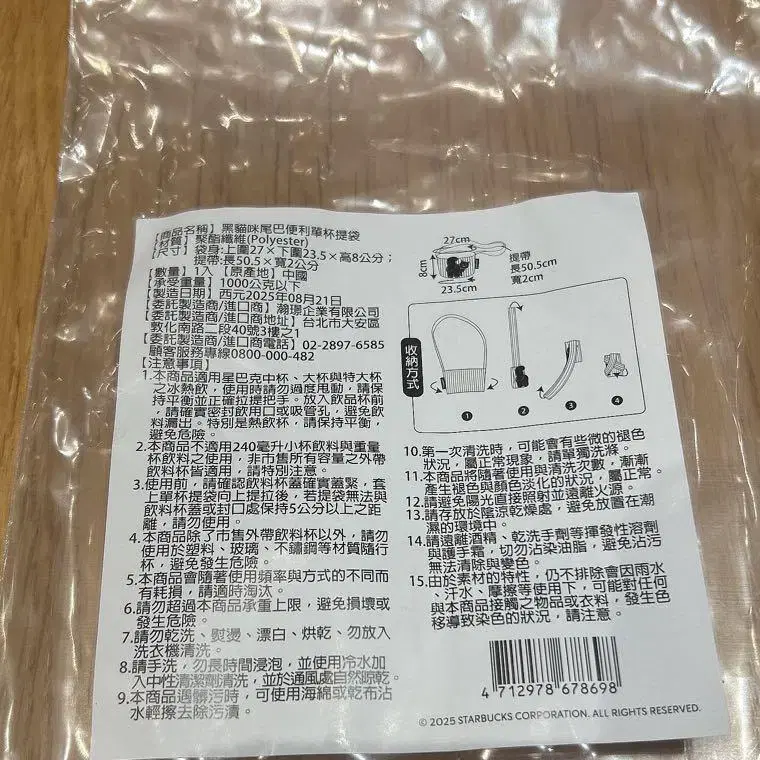 【商品名稱】黑貓咪尾巴便利單杯提袋
【材質】聚酯纖維(Polyester)
【尺寸】袋身:上圍27×下圍23.5×高8公分；
提帶:長50.5×寬2公分
【數量】1入【原產地】中國
【承受重量】1000公克以下
【製造日期】西元2025年08月21日
【委託製造商/進口商】瀚璟企業有限公司
【委託製造商/進口商地址】台北市大安區
敦化南路二段40號3樓之1
【委託製造商/進口商電話】02-2897-6585
顧客服務專線0800-000-482
【注意事項】
1.本商品適用星巴克中杯、大杯與特大杯
之冰熱飲，使用時請勿過度甩動，請保
持平衡並正確拉提把手。放入飲品杯前
，請確實密封飲用口或吸管孔，避免飲
料漏出。特別是熱飲杯，請保持平衡，
避免危險。
2.本商品不適用240毫升小杯飲料與重量
杯飲料之使用，非市售所有容量之外帶
飲料杯皆適用，請特別注意。
3.使用前，請確認飲料杯蓋確實蓋緊，套
上單杯提袋向上提拉後，若提袋無法與
飲料杯蓋或封口處保持5公分以上之距
離，請勿使用。
4.本商品除了市售外帶飲料杯以外，請勿
使用於塑料、玻璃、不鏽鋼等材質隨行
杯，避免發生危險。
5.本商品會隨著使用頻率與方式的不同而
有耗損，請適時淘汰。
6.請勿超過本商品承重上限，避免損壞或
發生危險。
7.請勿乾洗、熨燙、漂白、烘乾、勿放入
洗衣機清洗。
8.請手洗，勿長時間浸泡，並使用冷水加
入中性清潔劑清洗，並於通風處自然晾乾。
9.本商品遇髒污時，可使用海綿或乾布沾
水輕擦去除污漬。
27cm
8cm
23.5cm
提帶
長50.5cm
寬2cm
收納方式
1
2
3
4
10.第一次清洗時，可能會有些微的褪色
狀況，屬正常現象，請單獨洗滌。
11.本商品將隨著使用與清洗次數，漸漸
產生褪色與顏色淡化的狀況，屬正常。
12.請避免陽光直接照射並遠離火源。
13.請存放於陰涼乾燥處，避免放置在潮
濕的環境中。
14.請遠離酒精、乾洗手劑等揮發性溶劑
與護手霜，切勿沾染油脂，避免沾污
無法清除與變色。
15.由於素材的特性，仍不排除會因雨水
、汗水、摩擦等使用下，可能對任何
與本商品接觸之物品或衣料，發生色
移導致染色的狀況，請注意。
4 712978 678698
© 2025 STARBUCKS CORPORATION. ALL RIGHTS RESERVED.